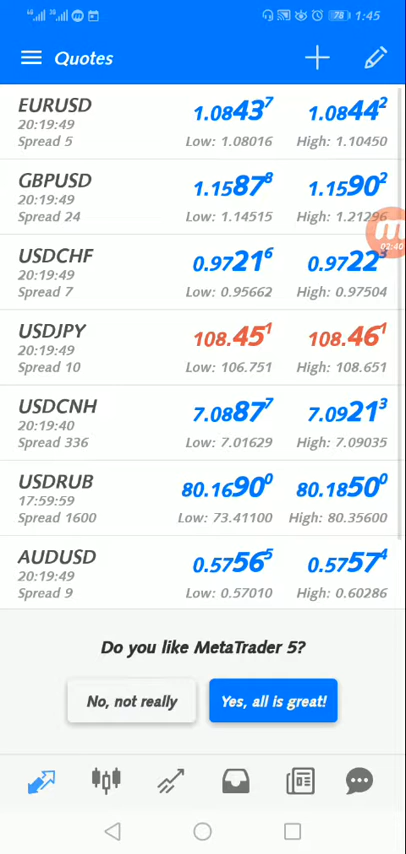 4G 3G 78 1:45
Quotes
EURUSD 1.08437 1.08442
20:19:49
Spread 5 Low: 1.08016 High: 1.10450
GBPUSD 1.15878 1.15902
20:19:49
Spread 24 Low: 1.14515 High: 1.21296
02:40
USDCHF 0.97216 0.97223
20:19:49
Spread 7 Low: 0.95662 High: 0.97504
USDJPY 108.451 108.461
20:19:49
Spread 10 Low: 106.751 High: 108.651
USDCNH 7.08877 7.09213
20:19:40
Spread 336 Low: 7.01629 High: 7.09035
USDRUB 80.16900 80.18500
17:59:59
Spread 1600 Low: 73.41100 High: 80.35600
AUDUSD 0.57565 0.57574
20:19:49
Spread 9 Low: 0.57010 High: 0.60286
Do you like MetaTrader 5?
No, not really Yes, all is great!